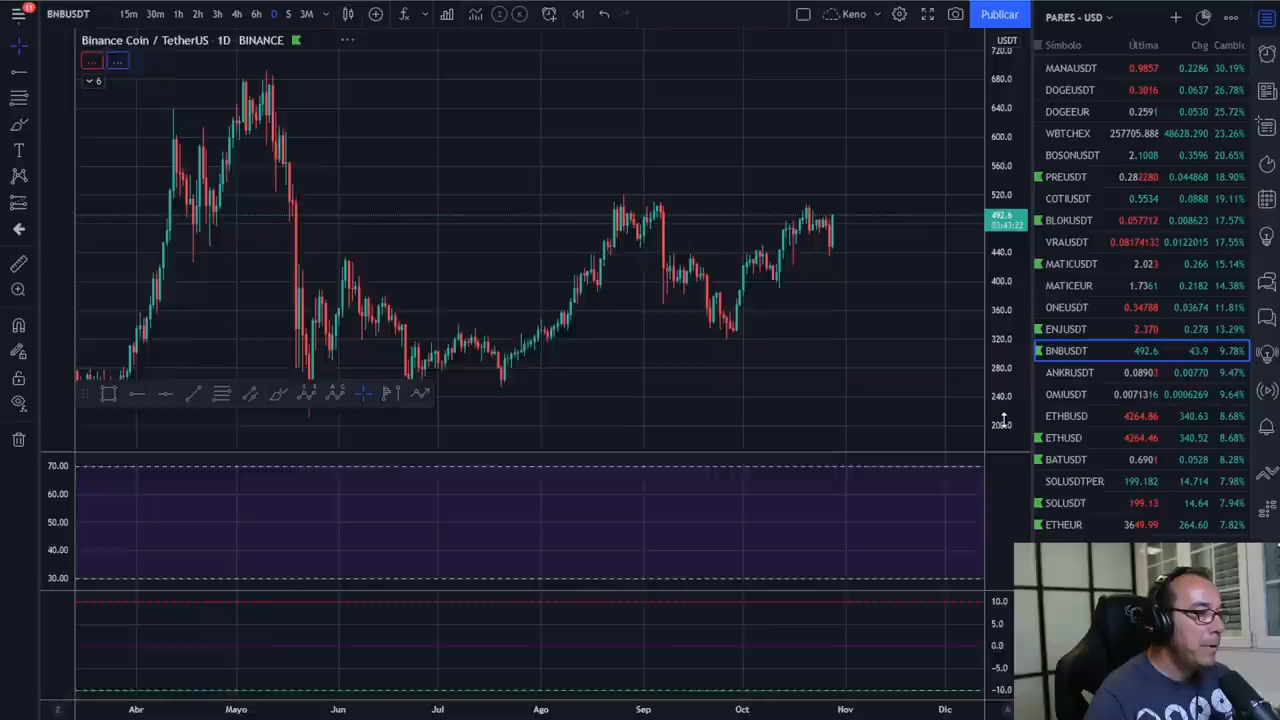 11
BNBUSDT 15m 30m 1h 2h 3h 4h 6h D S 3M Keno Publicar
Binance Coin / TetherUS · 1D · BINANCE
... ...
6
USDT
720.0
680.0
640.0
600.0
560.0
520.0
492.6
03:43:22
440.0
400.0
360.0
320.0
280.0
240.0
70.00
60.00
50.00
40.00
30.00
10.0
5.0
0.0
−5.0
−10.0
Abr Mayo Jun Jul Ago Sep Oct Nov Dic
PARES - USD
Símbolo Última Chg Cambio
MANAUSDT 0.9857 0.2286 30.19%
DOGEUSDT 0.3016 0.0637 26.78%
DOGEEUR 0.2591 0.0530 25.72%
WBTCHEX 257705.888 48628.290 23.26%
BOSONUSDT 2.1008 0.3596 20.65%
PREUSDT 0.282280 0.044868 18.90%
COTIUSDT 0.5534 0.0888 19.11%
BLOKUSDT 0.057712 0.008623 17.57%
VRAUSDT 0.08174133 0.0122015 17.55%
MATICUSDT 2.023 0.266 15.14%
MATICEUR 1.7361 0.2182 14.38%
ONEUSDT 0.34788 0.03674 11.81%
ENJUSDT 2.370 0.278 13.29%
BNBUSDT 492.6 43.9 9.78%
ANKRUSDT 0.08903 0.00770 9.47%
OMIUSDT 0.0071316 0.0006269 9.64%
ETHBUSD 4264.86 340.63 8.68%
ETHUSD 4264.46 340.52 8.68%
BATUSDT 0.6901 0.0528 8.28%
SOLUSDTPER 199.182 14.714 7.98%
SOLUSDT 199.13 14.64 7.94%
ETHEUR 3649.99 264.60 7.82%